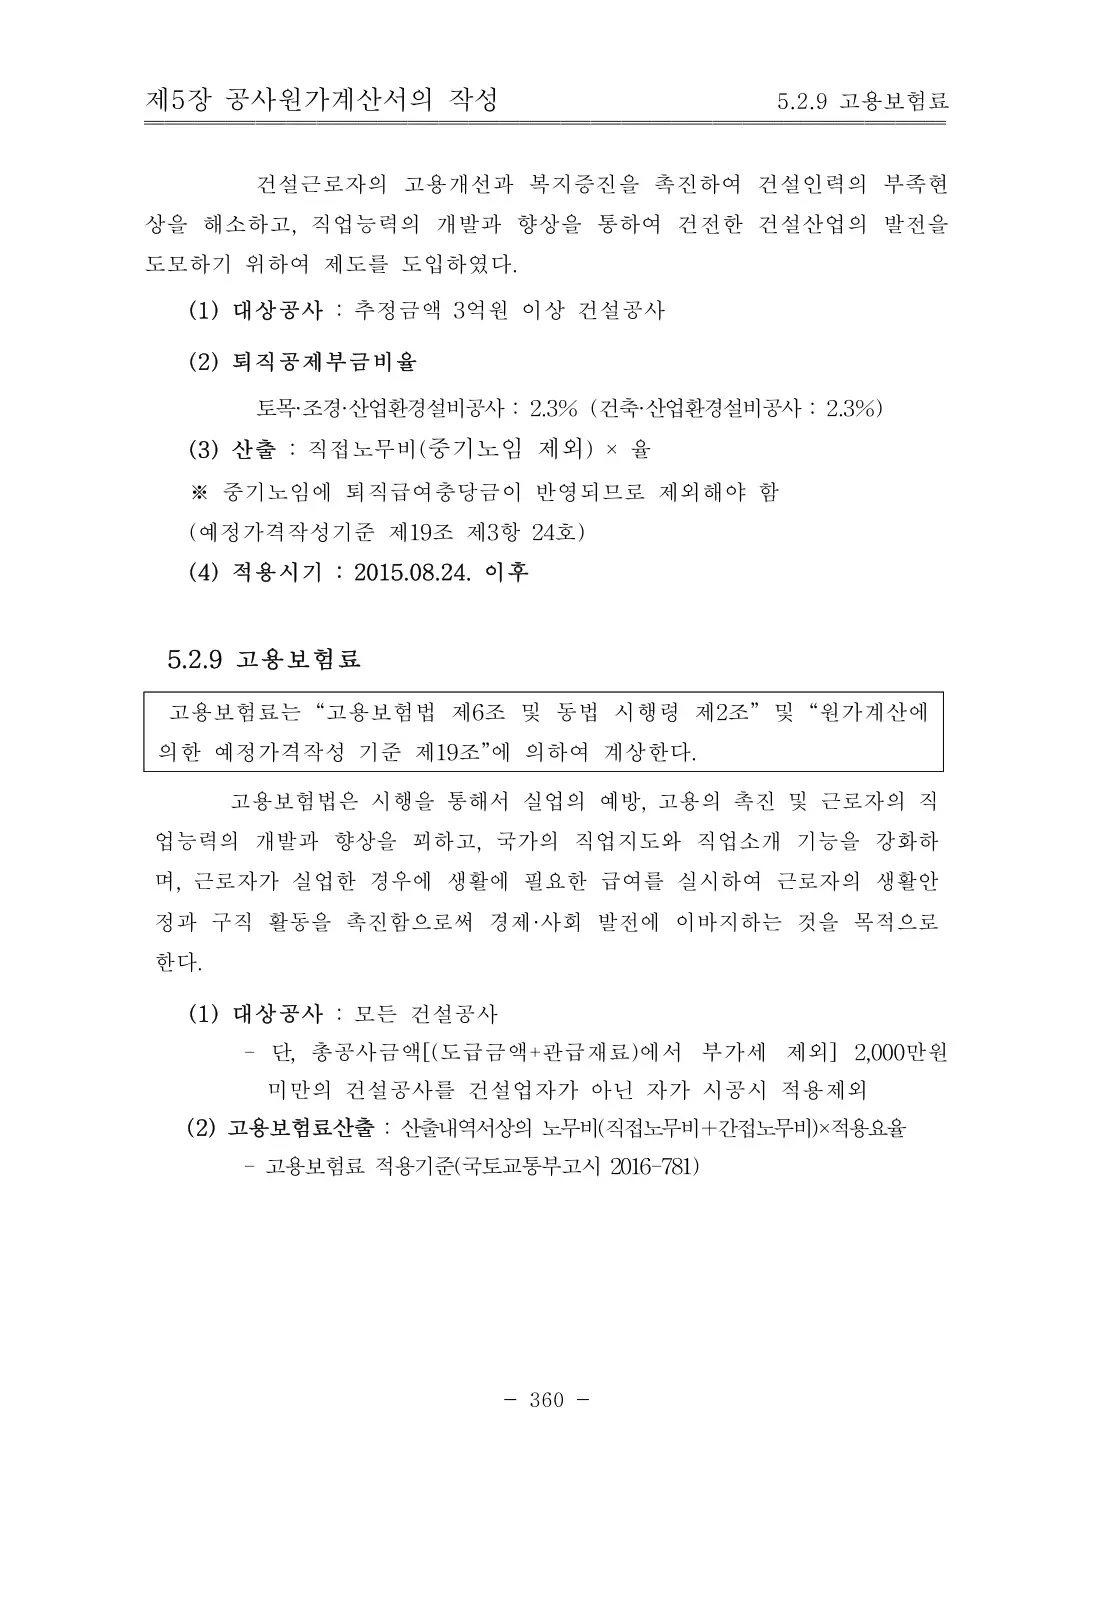 제5장 공사원가계산서의 작성 5.2.9 고용보험료
건설근로자의 고용개선과 복지증진을 촉진하여 건설인력의 부족현
상을 해소하고, 직업능력의 개발과 향상을 통하여 건전한 건설산업의 발전을
도모하기 위하여 제도를 도입하였다.
(1) 대상공사 : 추정금액 3억원 이상 건설공사
(2) 퇴직공제부금비율
토목·조경·산업환경설비공사 : 2.3% (건축·산업환경설비공사 : 2.3%)
(3) 산출 : 직접노무비(중기노임 제외) × 율
※ 중기노임에 퇴직급여충당금이 반영되므로 제외해야 함
(예정가격작성기준 제19조 제3항 24호)
(4) 적용시기 : 2015.08.24. 이후
5.2.9 고용보험료
고용보험료는 “고용보험법 제6조 및 동법 시행령 제2조” 및 “원가계산에
의한 예정가격작성 기준 제19조”에 의하여 계상한다.
고용보험법은 시행을 통해서 실업의 예방, 고용의 촉진 및 근로자의 직
업능력의 개발과 향상을 꾀하고, 국가의 직업지도와 직업소개 기능을 강화하
며, 근로자가 실업한 경우에 생활에 필요한 급여를 실시하여 근로자의 생활안
정과 구직 활동을 촉진함으로써 경제·사회 발전에 이바지하는 것을 목적으로
한다.
(1) 대상공사 : 모든 건설공사
- 단, 총공사금액[(도급금액+관급재료)에서 부가세 제외] 2,000만원
미만의 건설공사를 건설업자가 아닌 자가 시공시 적용제외
(2) 고용보험료산출 : 산출내역서상의 노무비(직접노무비+간접노무비)×적용요율
- 고용보험료 적용기준(국토교통부고시 2016-781)
- 360 -